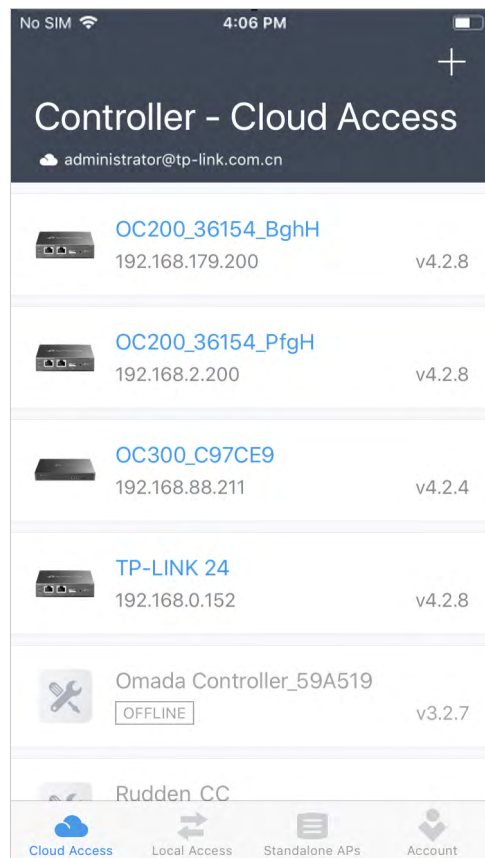 No SIM 4:06 PM
Controller - Cloud Access
administrator@tp-link.com.cn
OC200_36154_BghH
192.168.179.200 v4.2.8
OC200_36154_PfgH
192.168.2.200 v4.2.8
OC300_C97CE9
192.168.88.211 v4.2.4
TP-LINK 24
192.168.0.152 v4.2.8
Omada Controller_59A519
OFFLINE v3.2.7
Rudden CC
Cloud Access Local Access Standalone APs Account